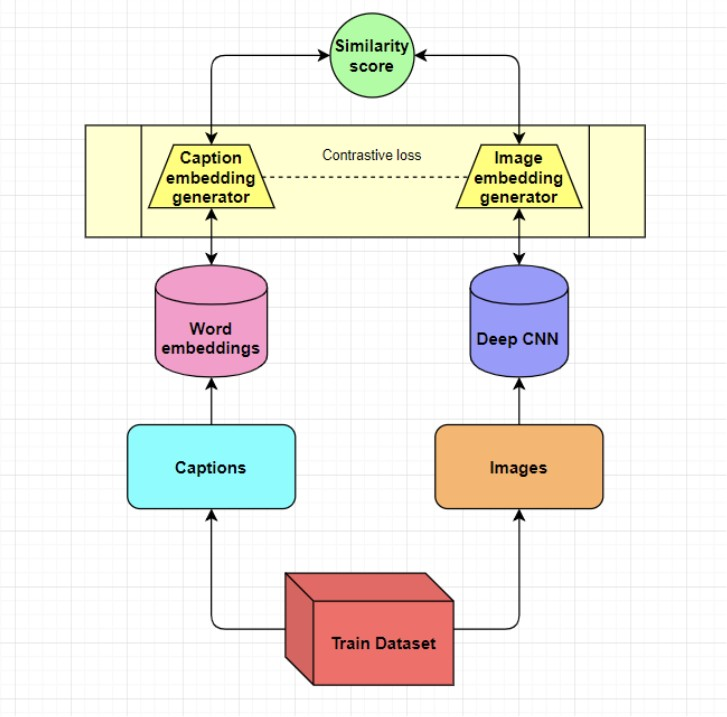 Similarity
score
Contrastive loss
Caption
embedding
generator
Image
embedding
generator
Word
embeddings
Deep CNN
Captions
Images
Train Dataset